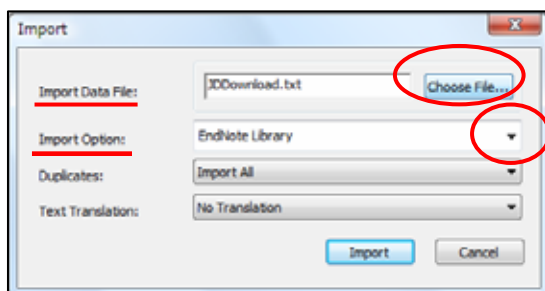 Import
Import Data File: JDDownload.txt Choose File...
Import Option: EndNote Library
Duplicates: Import All
Text Translation: No Translation
Import Cancel